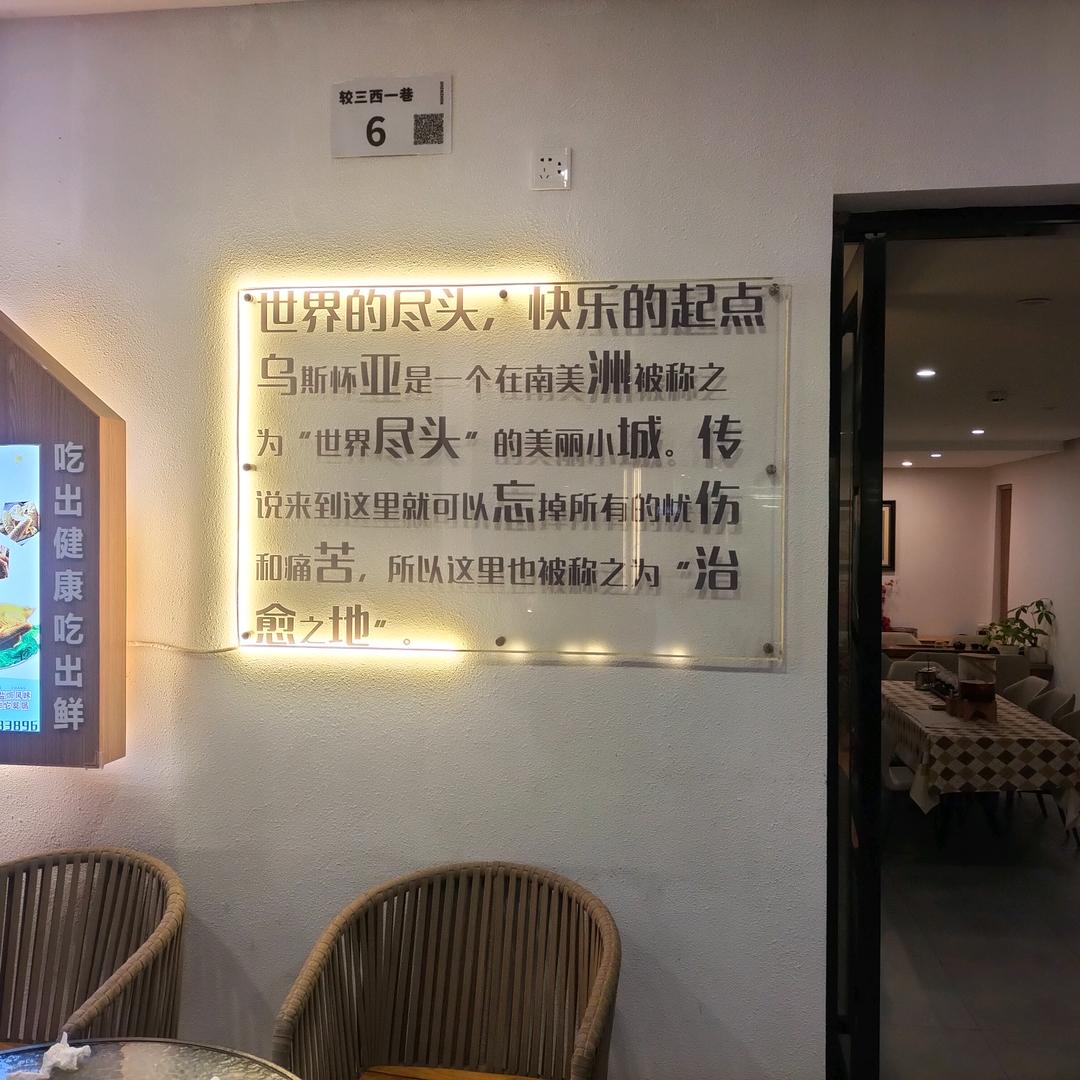 较三西一巷
6
世界的尽头，快乐的起点
乌斯怀亚是一个在南美洲被称之
为“世界尽头”的美丽小城。传
说来到这里就可以忘掉所有的忧伤
和痛苦，所以这里也被称之为“治
愈之地”。
吃出健康吃出鲜
33896